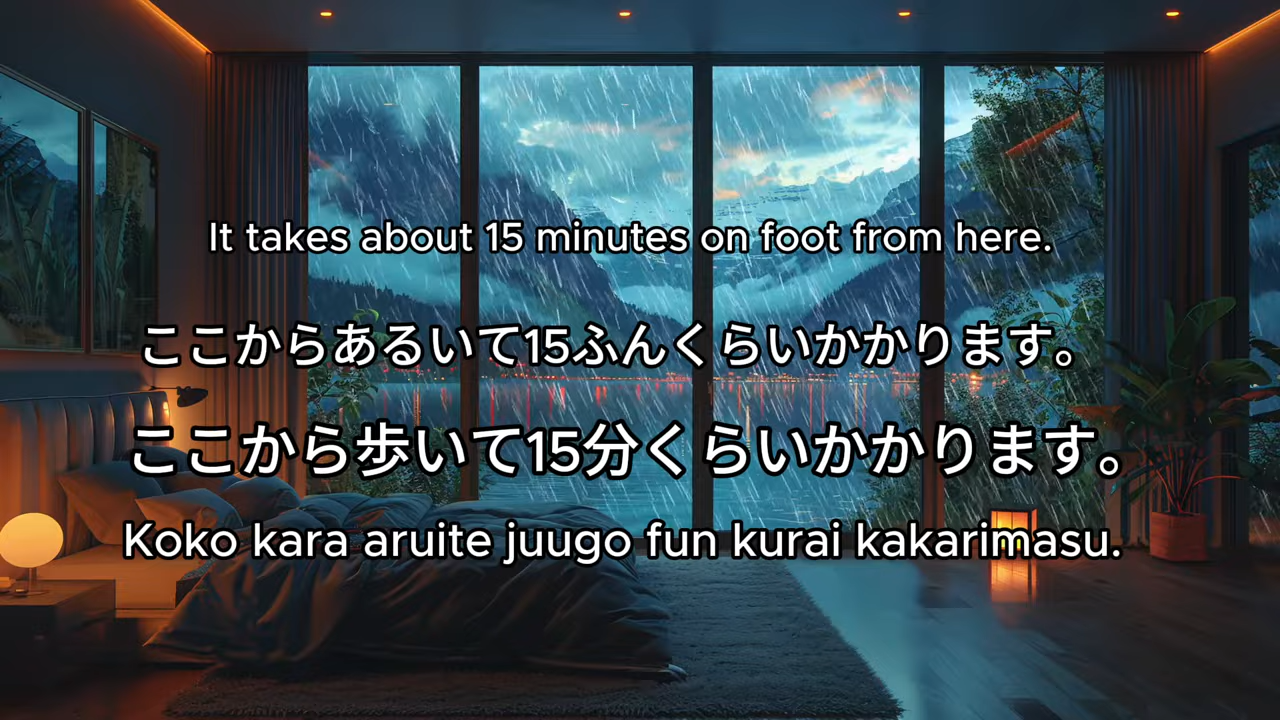 It takes about 15 minutes on foot from here.
ここからあるいて15ふんくらいかかります。
ここから歩いて15分くらいかかります。
Koko kara aruite juugo fun kurai kakarimasu.